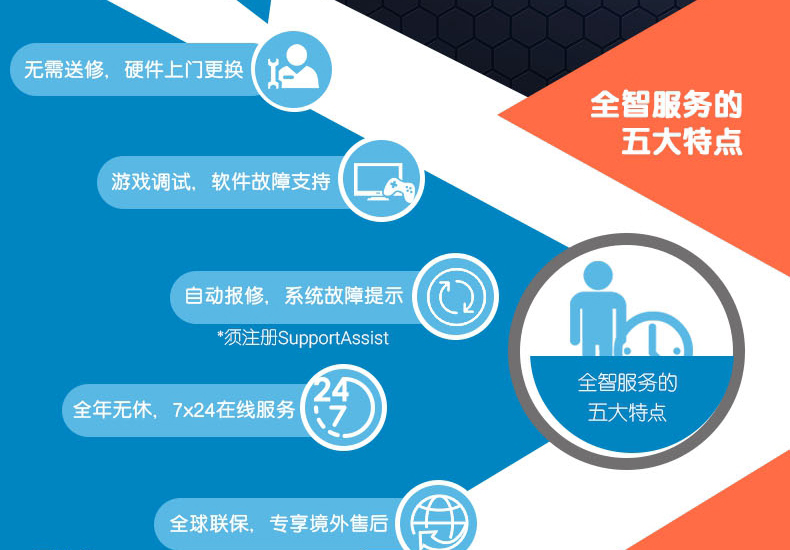 全智服务的
五大特点
无需送修，硬件上门更换
游戏调试，软件故障支持
自动报修，系统故障提示
*须注册SupportAssist
全年无休，7x24在线服务
24
7
全球联保，专享境外售后
全智服务的
五大特点